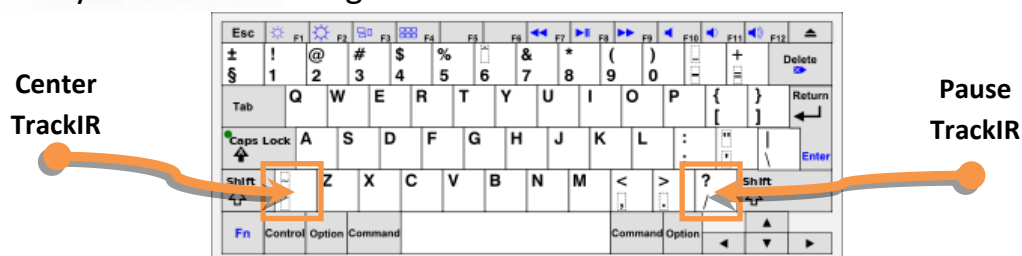 Center
TrackIR
Pause
TrackIR
Esc F1 F2 F3 F4 F5 F6 F7 F8 F9 F10 F11 F12
± ! @ # $ % ^ & * ( ) - +
§ 1 2 3 4 5 6 7 8 9 0 - = Delete
Tab Q W E R T Y U I O P { } Return
[ ]
Caps Lock A S D F G H J K L : " |
; ' \ Enter
Shift ~ Z X C V B N M < > ? Shift
, . /
Fn Control Option Command Command Option ▲
◄ ▼ ►